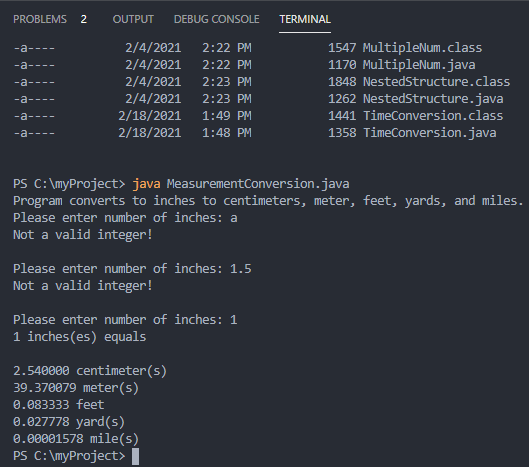 PROBLEMS 2 OUTPUT DEBUG CONSOLE TERMINAL
-a---- 2/4/2021 2:22 PM 1547 MultipleNum.class
-a---- 2/4/2021 2:22 PM 1170 MultipleNum.java
-a---- 2/4/2021 2:23 PM 1848 NestedStructure.class
-a---- 2/4/2021 2:23 PM 1262 NestedStructure.java
-a---- 2/18/2021 1:49 PM 1441 TimeConversion.class
-a---- 2/18/2021 1:48 PM 1358 TimeConversion.java
PS C:\myProject> java MeasurementConversion.java
Program converts to inches to centimeters, meter, feet, yards, and miles.
Please enter number of inches: a
Not a valid integer!
Please enter number of inches: 1.5
Not a valid integer!
Please enter number of inches: 1
1 inches(es) equals
2.540000 centimeter(s)
39.370079 meter(s)
0.083333 feet
0.027778 yard(s)
0.00001578 mile(s)
PS C:\myProject>